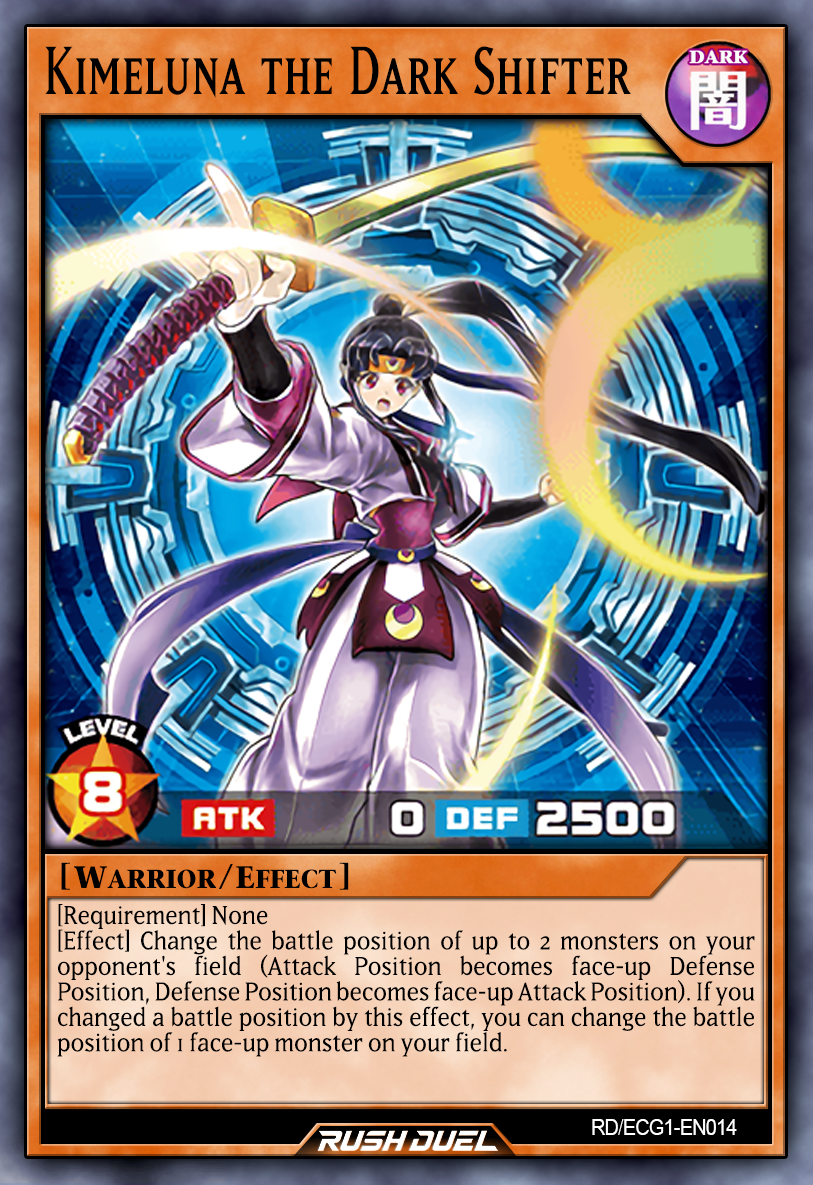 Kimeluna the Dark Shifter
DARK
闇
LEVEL
8
ATK 0 DEF 2500
[Warrior/Effect]
[Requirement] None
[Effect] Change the battle position of up to 2 monsters on your
opponent's field (Attack Position becomes face-up Defense
Position, Defense Position becomes face-up Attack Position). If you
changed a battle position by this effect, you can change the battle
position of 1 face-up monster on your field.
RUSH DUEL
RD/ECG1-EN014